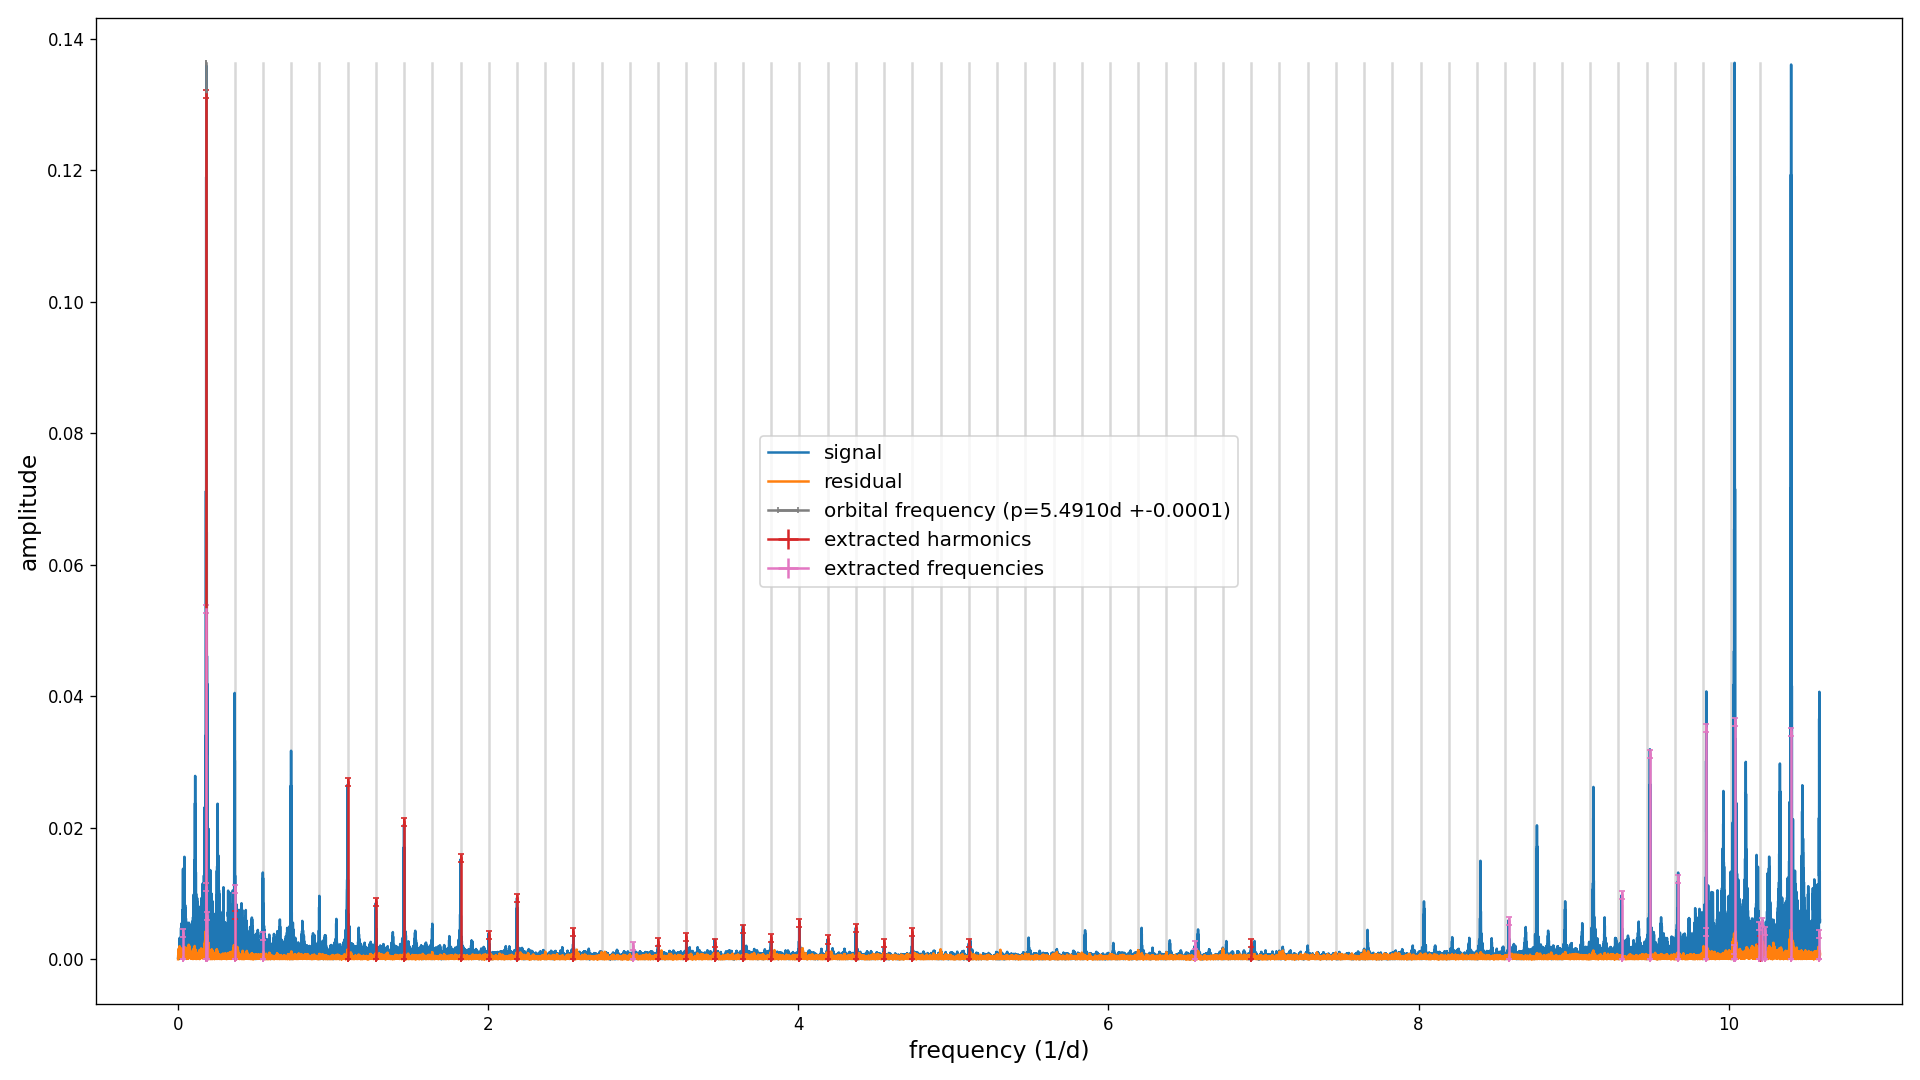 0.14
0.12
0.10
0.08
0.06
0.04
0.02
0.00
amplitude
signal
residual
orbital frequency (p=5.4910d +-0.0001)
extracted harmonics
extracted frequencies
0 2 4 6 8 10
frequency (1/d)